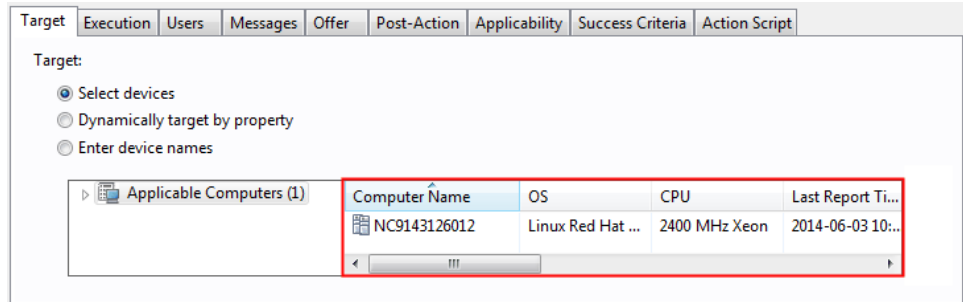 Target Execution Users Messages Offer Post-Action Applicability Success Criteria Action Script
Target:
Select devices
Dynamically target by property
Enter device names
Applicable Computers (1) Computer Name OS CPU Last Report Ti...
NC9143126012 Linux Red Hat ... 2400 MHz Xeon 2014-06-03 10:...